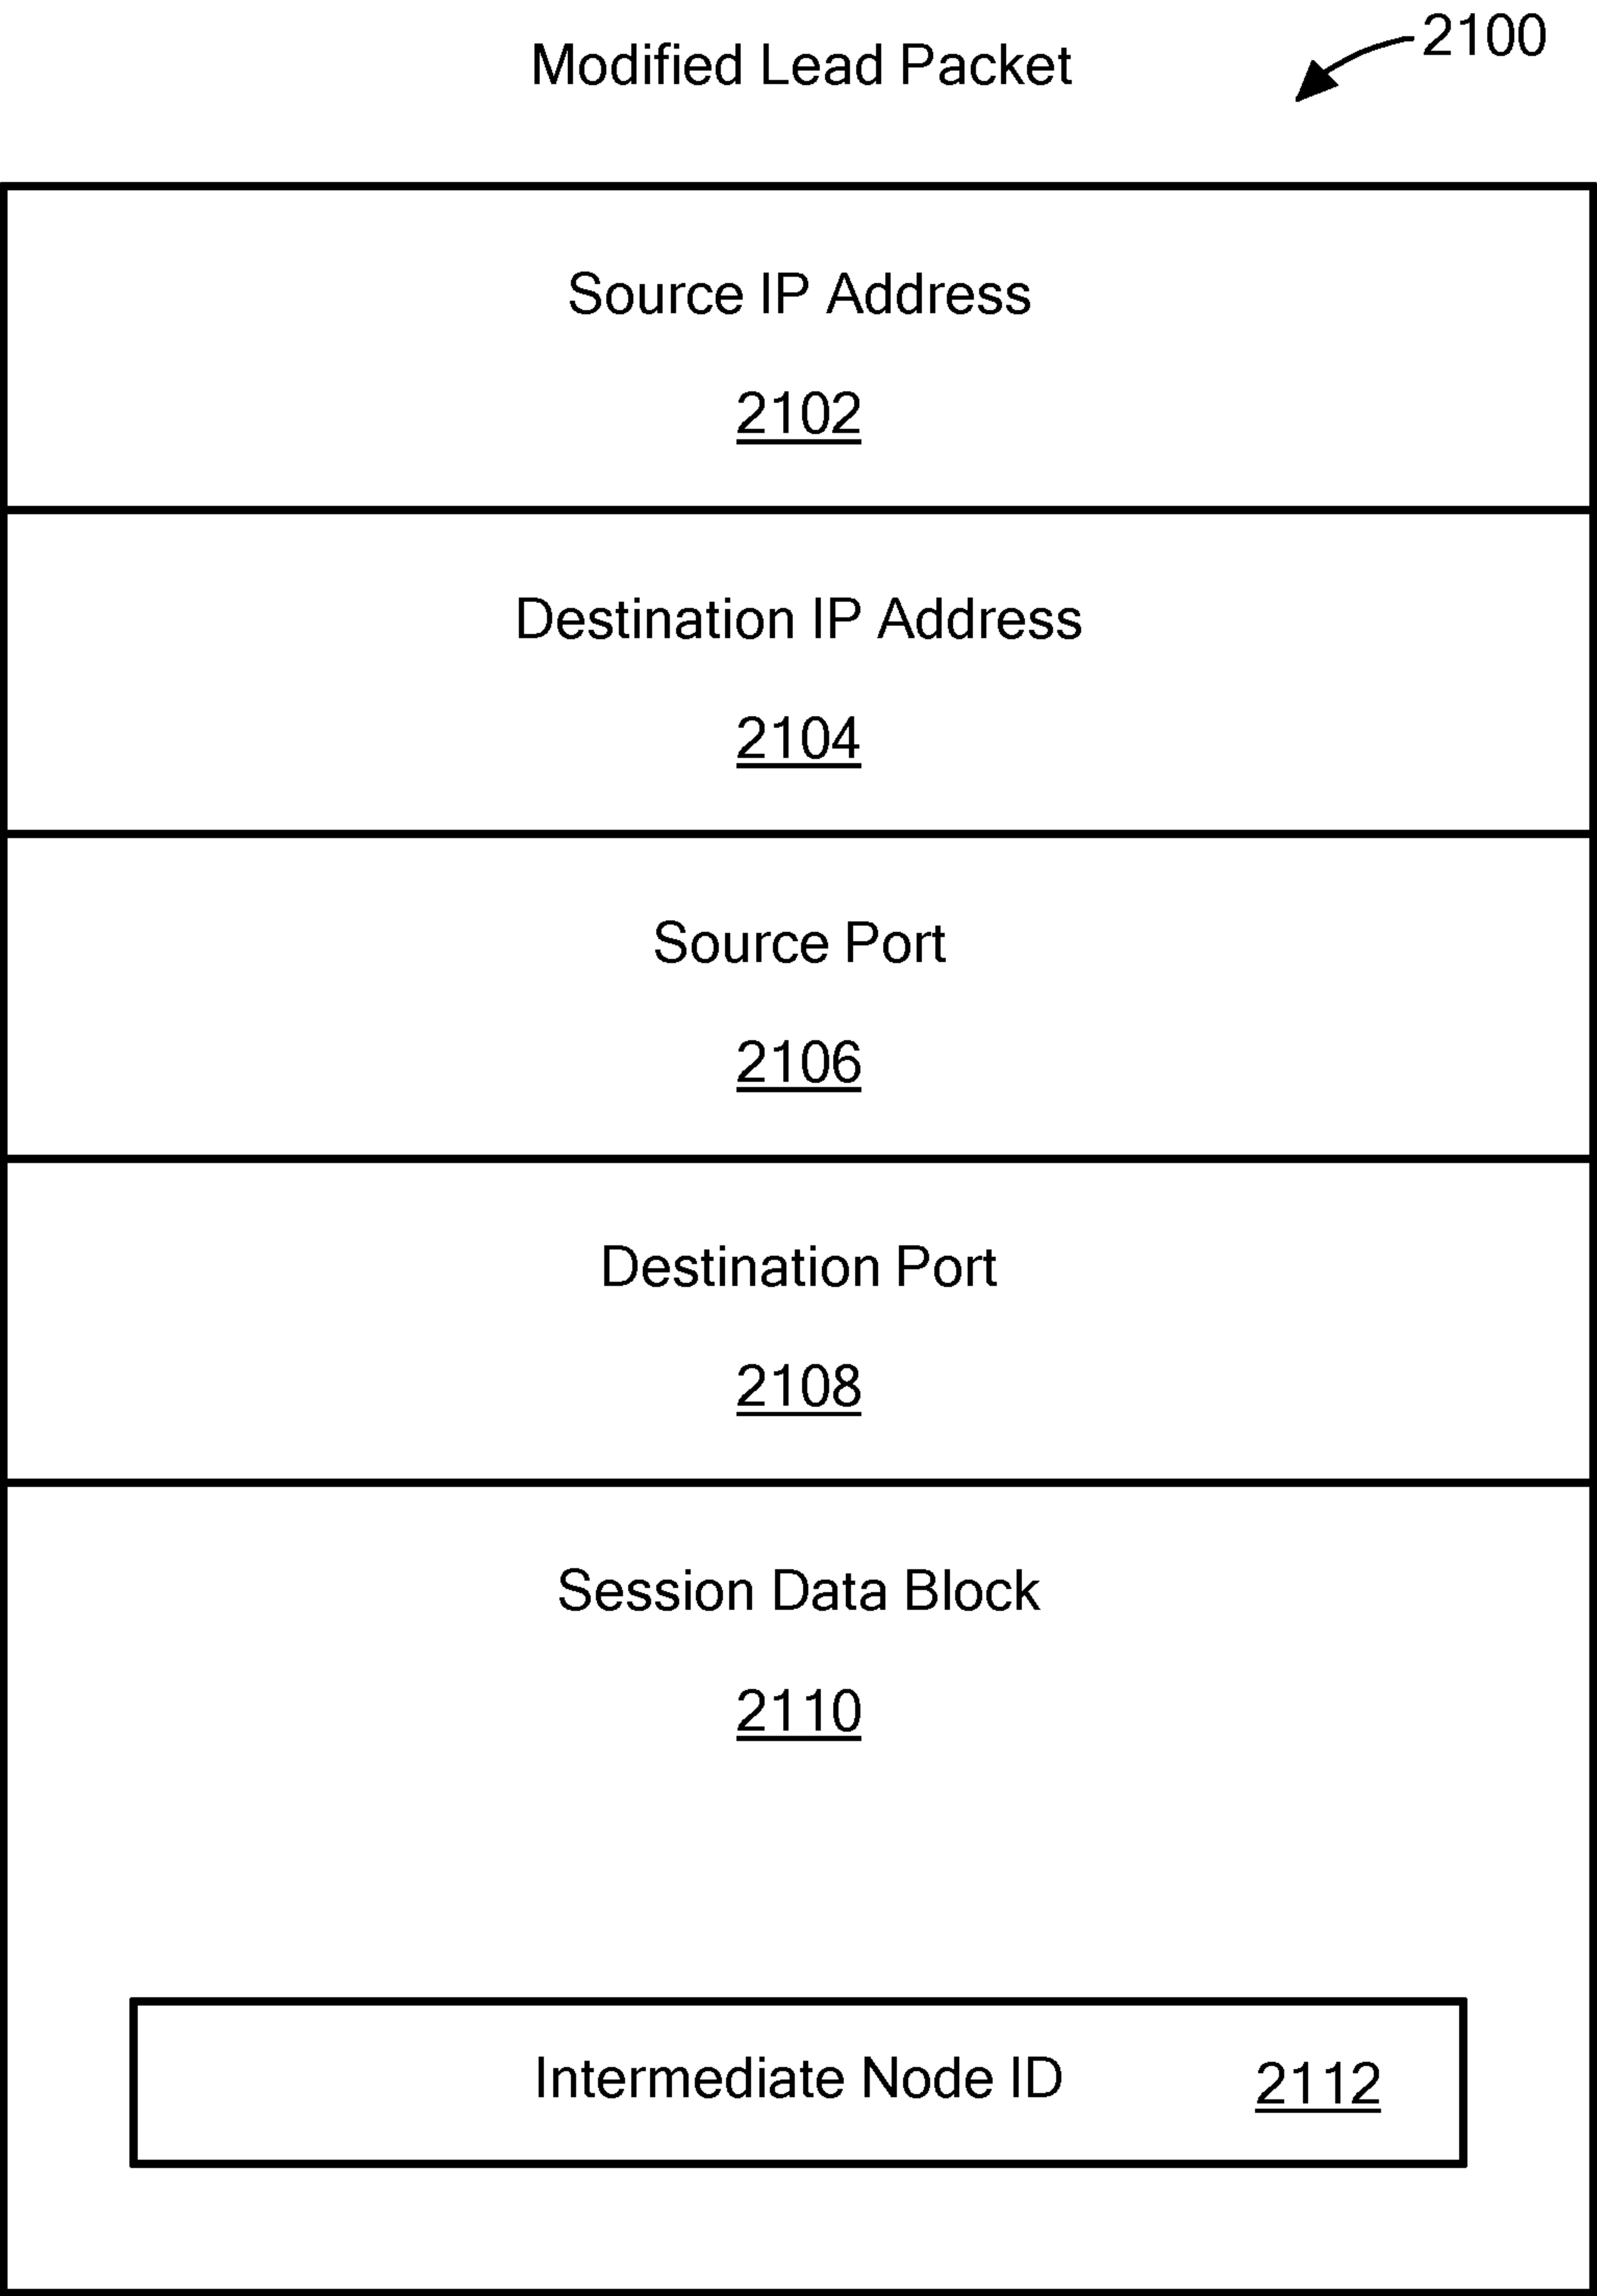 2100
Modified Lead Packet
Source IP Address
2102
Destination IP Address
2104
Source Port
2106
Destination Port
2108
Session Data Block
2110
Intermediate Node ID 2112